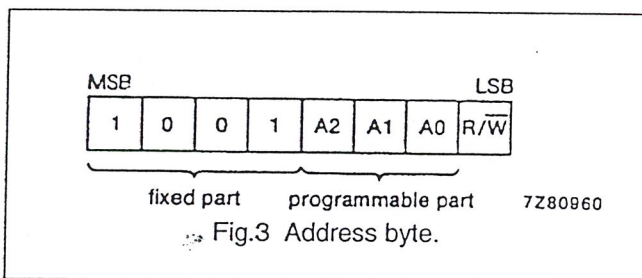 MSB LSB
1 0 0 1 A2 A1 A0 R/W̅
fixed part programmable part 7Z80960
Fig.3 Address byte.